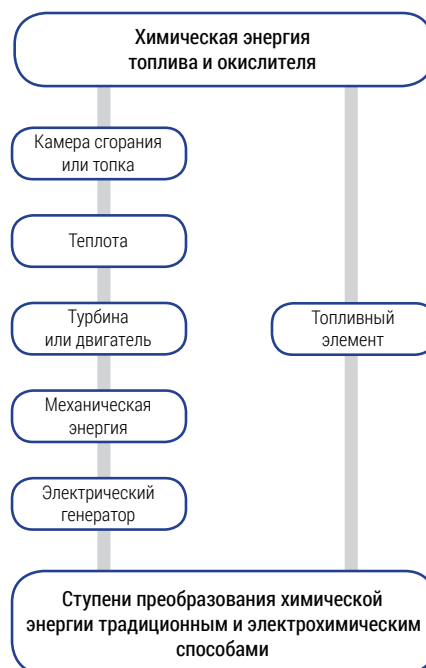 Химическая энергия
топлива и окислителя
Камера сгорания
или топка
Теплота
Турбина
или двигатель
Топливный
элемент
Механическая
энергия
Электрический
генератор
Ступени преобразования химической
энергии традиционным и электрохимическим
способами